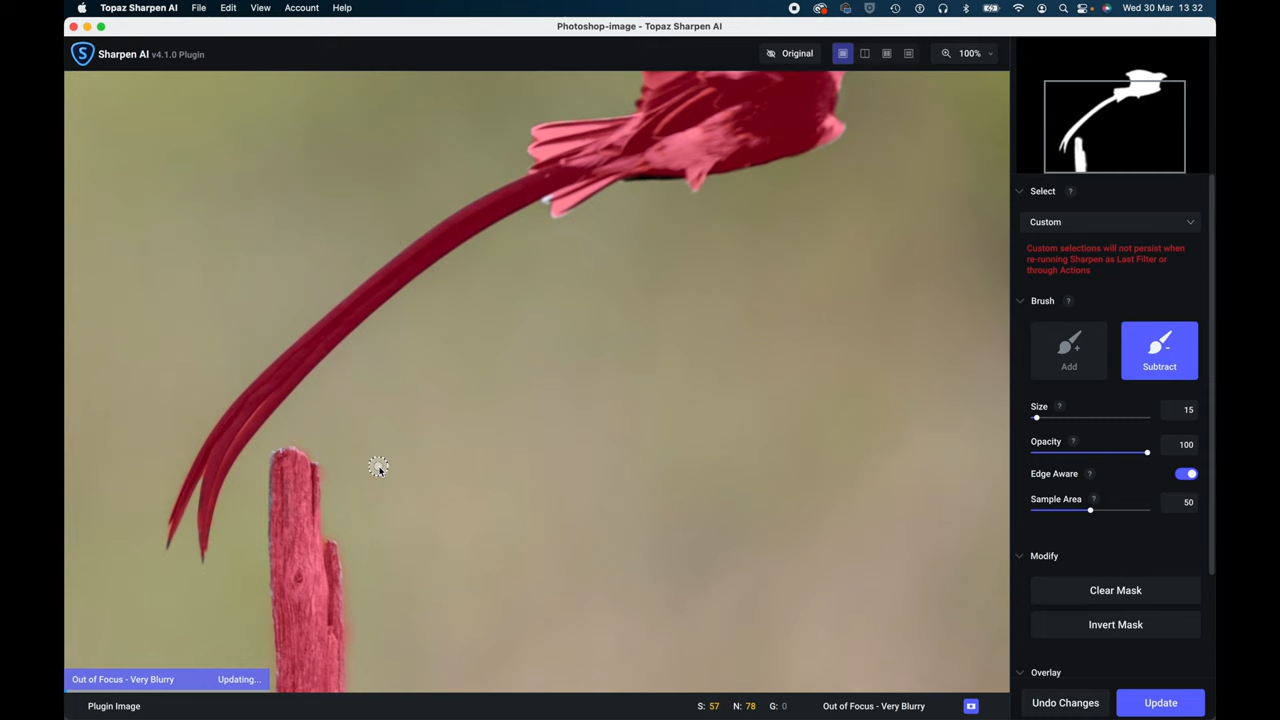 Topaz Sharpen AI File Edit View Account Help Wed 30 Mar 13 32
Photoshop-image - Topaz Sharpen AI
S Sharpen AI v4.1.0 Plugin Original 100%
Select ?
Custom
Custom selections will not persist when
re-running Sharpen as Last Filter or
through Actions
Brush ?
Add Subtract
Size ? 15
Opacity ? 100
Edge Aware ?
Sample Area ? 50
Modify
Clear Mask
Invert Mask
Overlay
Out of Focus - Very Blurry Updating...
Plugin Image S: 57 N: 78 G: 0 Out of Focus - Very Blurry Undo Changes Update